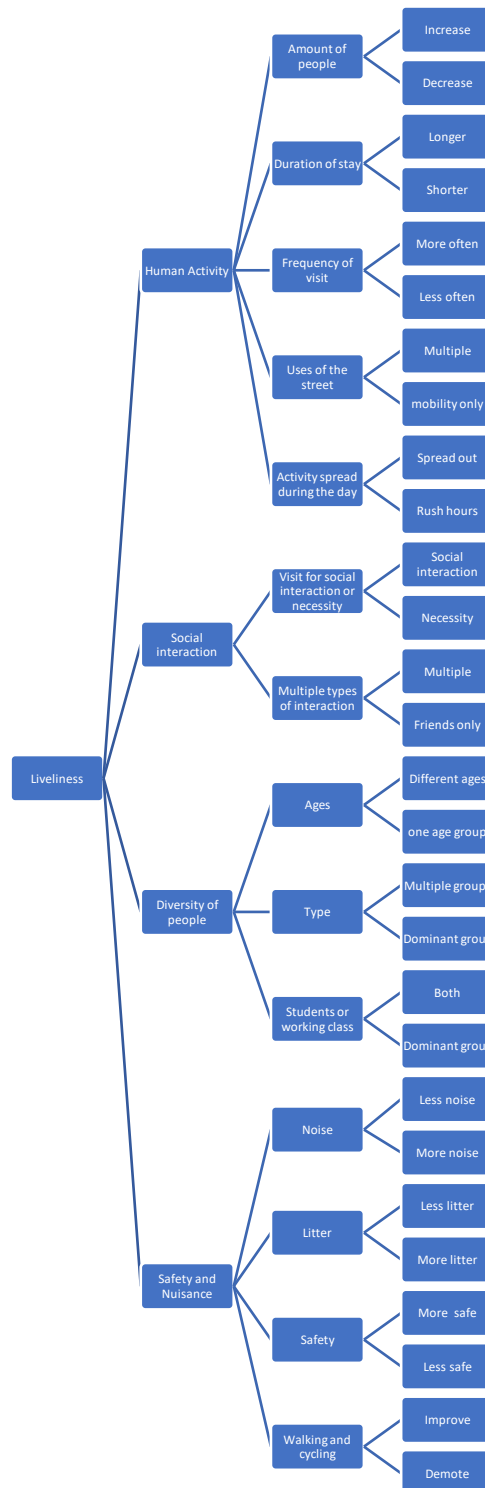 Liveliness
Human Activity
Amount of
people
Increase
Decrease
Duration of stay
Longer
Shorter
Frequency of
visit
More often
Less often
Uses of the
street
Multiple
mobility only
Activity spread
during the day
Spread out
Rush hours
Social
interaction
Visit for social
interaction or
necessity
Social
interaction
Necessity
Multiple types
of interaction
Multiple
Friends only
Diversity of
people
Ages
Different ages
one age group
Type
Multiple group
Dominant grou
Students or
working class
Both
Dominant grou
Safety and
Nuisance
Noise
Less noise
More noise
Litter
Less litter
More litter
Safety
More safe
Less safe
Walking and
cycling
Improve
Demote